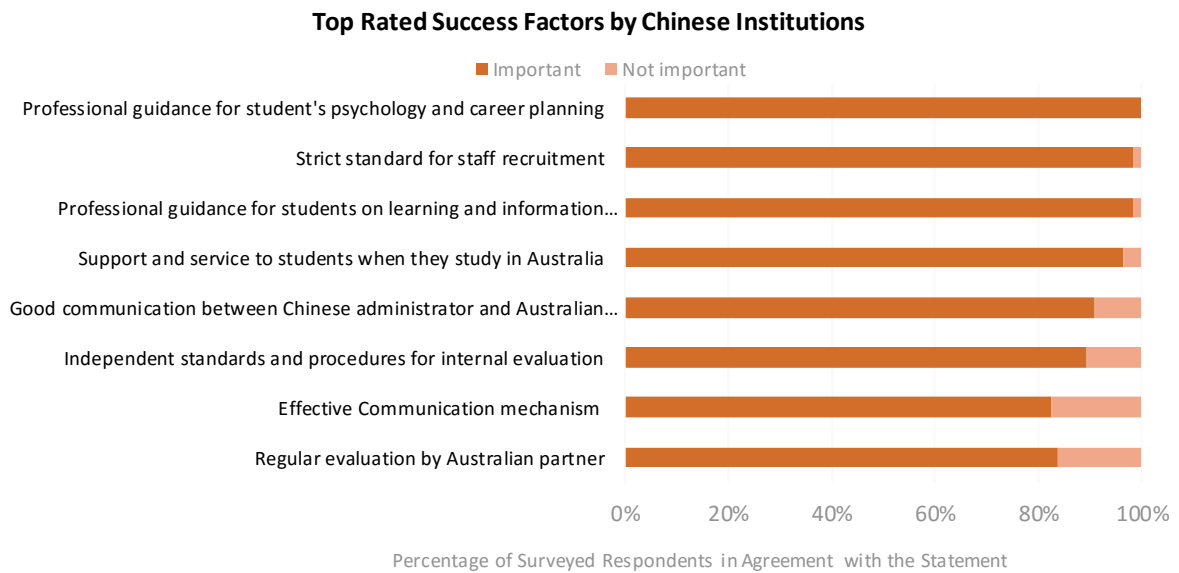 Top Rated Success Factors by Chinese Institutions
Important Not important
Professional guidance for student's psychology and career planning
Strict standard for staff recruitment
Professional guidance for students on learning and information...
Support and service to students when they study in Australia
Good communication between Chinese administrator and Australian...
Independent standards and procedures for internal evaluation
Effective Communication mechanism
Regular evaluation by Australian partner
0% 20% 40% 60% 80% 100%
Percentage of Surveyed Respondents in Agreement with the Statement